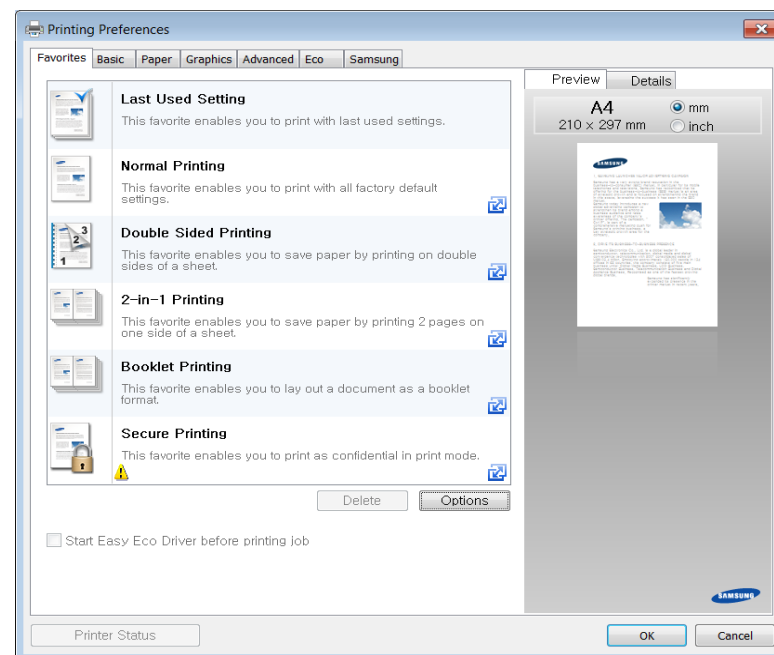 Printing Preferences
Favorites Basic Paper Graphics Advanced Eco Samsung
Last Used Setting
This favorite enables you to print with last used settings.
Normal Printing
This favorite enables you to print with all factory default
settings.
Double Sided Printing
This favorite enables you to save paper by printing on double
sides of a sheet.
2-in-1 Printing
This favorite enables you to save paper by printing 2 pages on
one side of a sheet.
Booklet Printing
This favorite enables you to lay out a document as a booklet
format.
Secure Printing
This favorite enables you to print as confidential in print mode.
Delete Options
Start Easy Eco Driver before printing job
Preview Details
A4 mm
210 × 297 mm inch
SAMSUNG
SAMSUNG
Printer Status OK Cancel
1 2 3